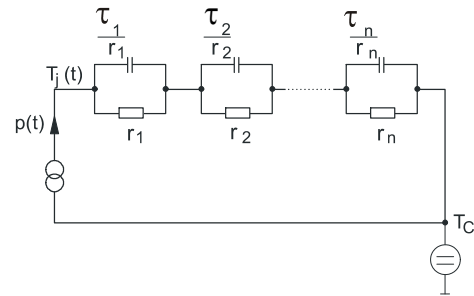 τ1 τ2 τn
r1 r2 rn
Tj(t)
p(t)
r1 r2 rn
TC